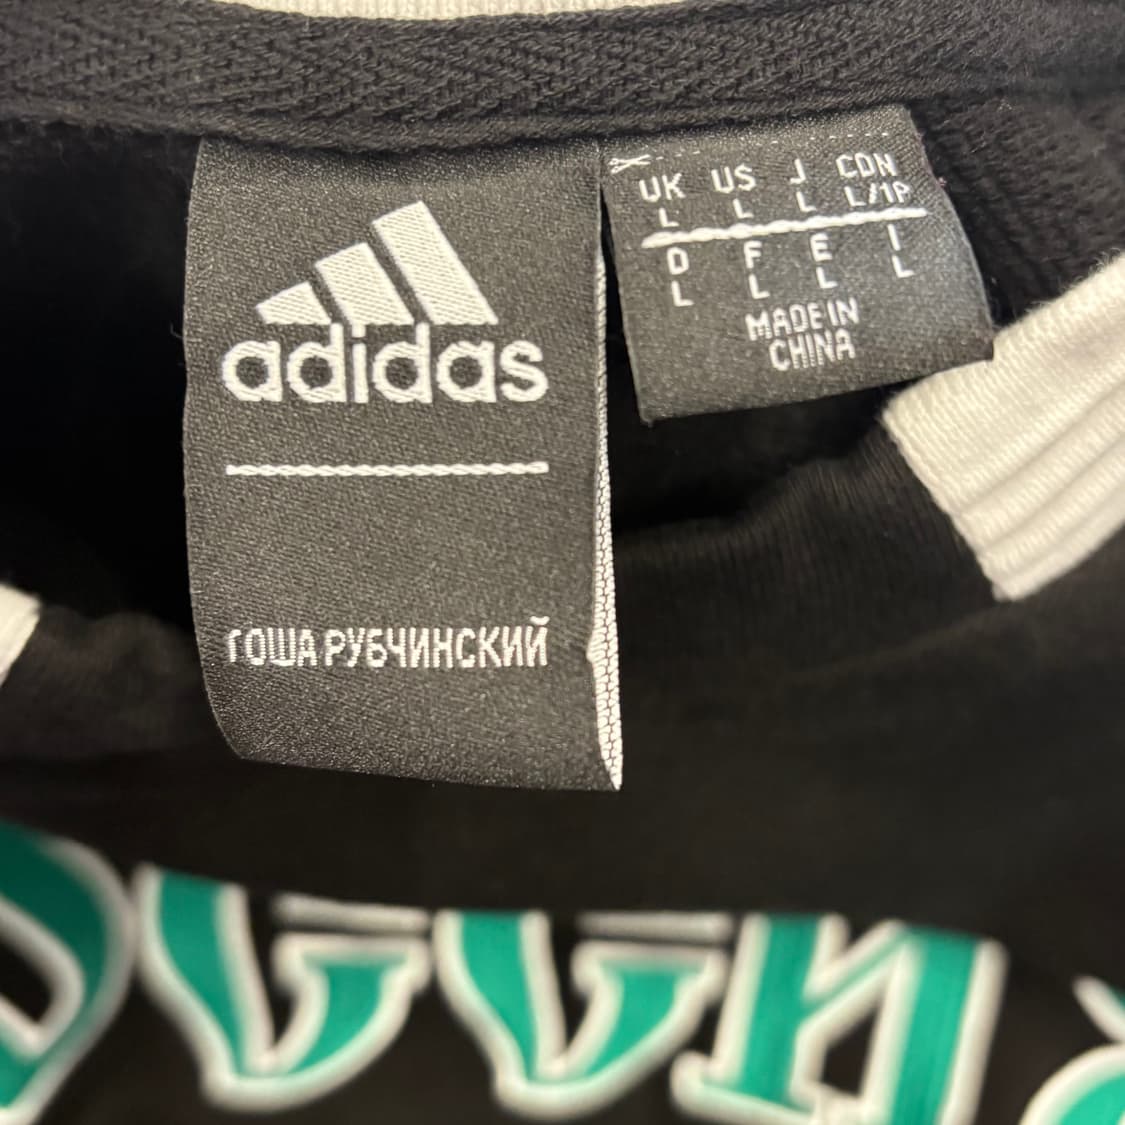 adidas
ГОША РУБЧИНСКИЙ
UK US J CDN
L L L L/1P
D F E I
L L L L
MADE IN
CHINA